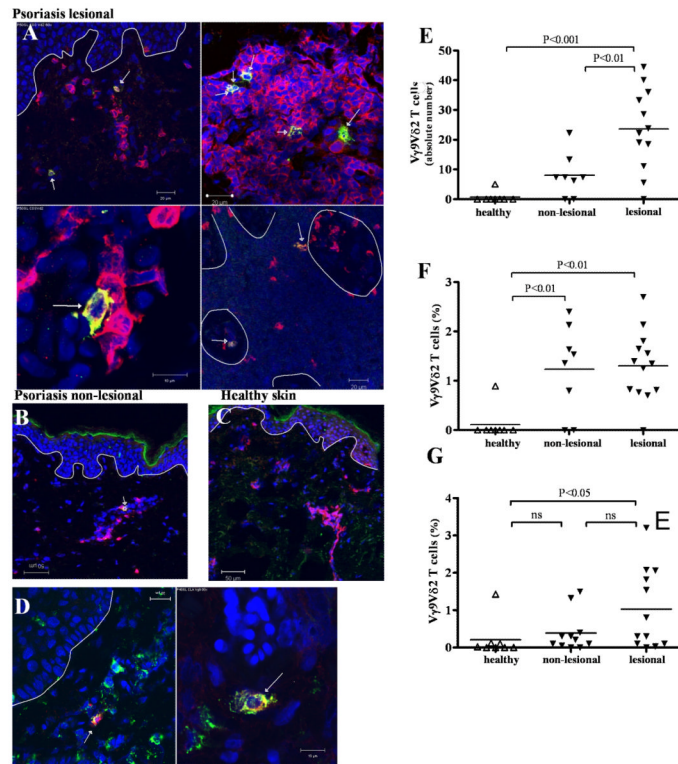 Psoriasis lesional
A
20 µm
20 µm
10 µm
20 µm
Psoriasis non-lesional
Healthy skin
B
C
50 µm
D
E
P<0.001
P<0.01
Vγ9Vδ2 T cells
(absolute number)
50
40
30
20
10
0
healthy
non-lesional
lesional
F
P<0.01
P<0.01
Vγ9Vδ2 T cells (%)
3
2
1
0
healthy
non-lesional
lesional
G
P<0.05
ns
ns
E
Vγ9Vδ2 T cells (%)
4
3
2
1
0
healthy
non-lesional
lesional